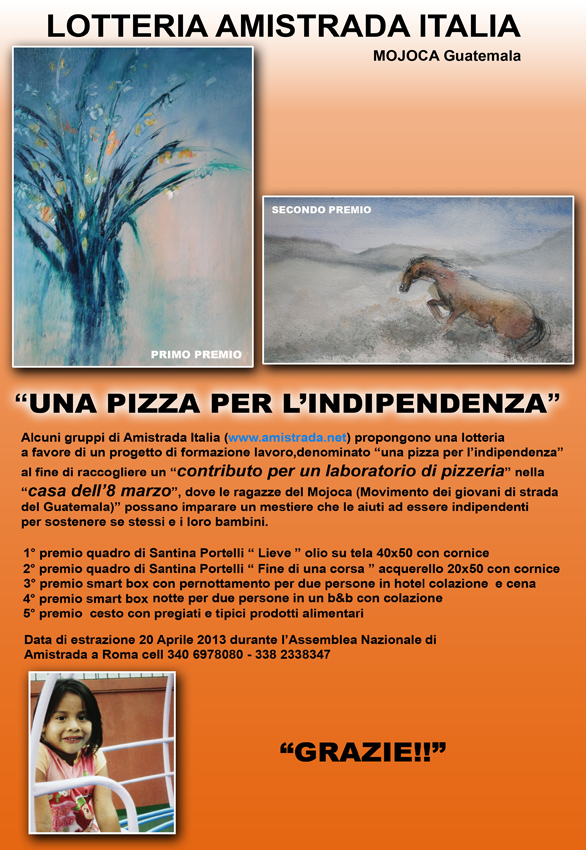 LOTTERIA AMISTRADA ITALIA
MOJOCA Guatemala
SECONDO PREMIO
PRIMO PREMIO
“UNA PIZZA PER L’INDIPENDENZA”
Alcuni gruppi di Amistrada Italia (www.amistrada.net) propongono una lotteria
a favore di un progetto di formazione lavoro,denominato “una pizza per l’indipendenza”
al fine di raccogliere un “contributo per un laboratorio di pizzeria” nella
“casa dell’8 marzo”, dove le ragazze del Mojoca (Movimento dei giovani di strada
del Guatemala)” possano imparare un mestiere che le aiuti ad essere indipendenti
per sostenere se stessi e i loro bambini.
1° premio quadro di Santina Portelli “ Lieve ” olio su tela 40x50 con cornice
2° premio quadro di Santina Portelli “ Fine di una corsa ” acquerello 20x50 con cornice
3° premio smart box con pernottamento per due persone in hotel colazione e cena
4° premio smart box notte per due persone in un b&b con colazione
5° premio cesto con pregiati e tipici prodotti alimentari
Data di estrazione 20 Aprile 2013 durante l’Assemblea Nazionale di
Amistrada a Roma cell 340 6978080 - 338 2338347
“GRAZIE!!”